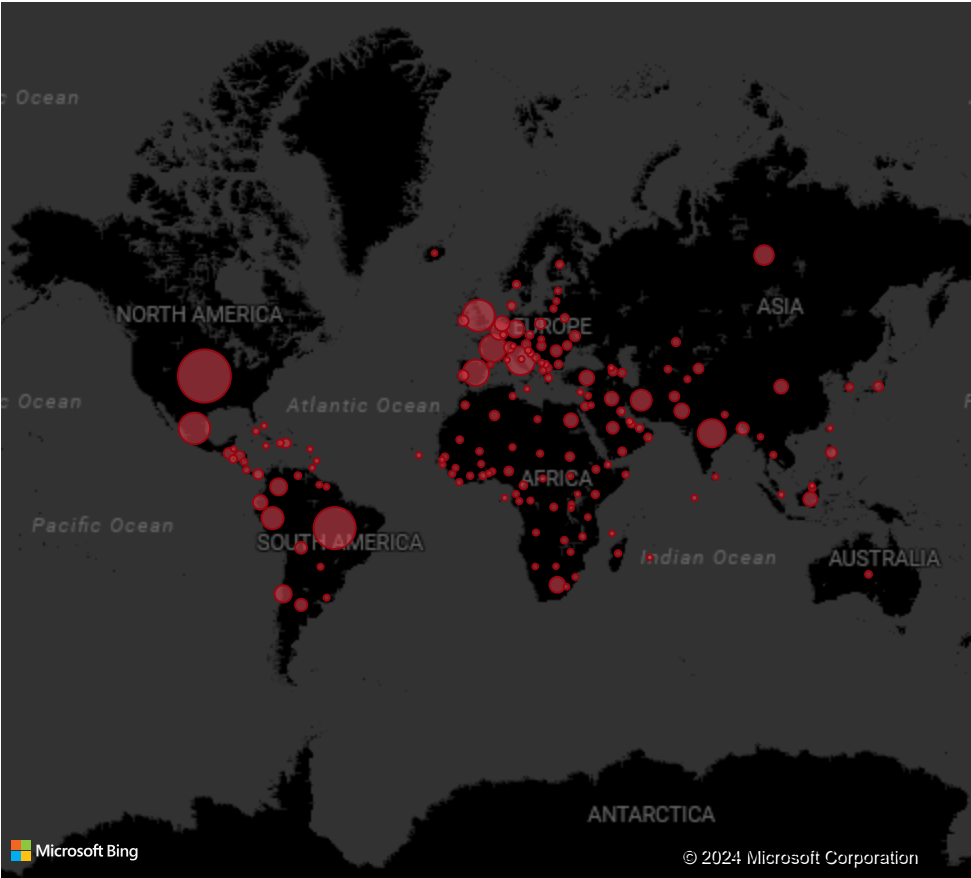 c Ocean
NORTH AMERICA
EUROPE
ASIA
c Ocean
Atlantic Ocean
AFRICA
Pacific Ocean
SOUTH AMERICA
Indian Ocean
AUSTRALIA
ANTARCTICA
Microsoft Bing
© 2024 Microsoft Corporation